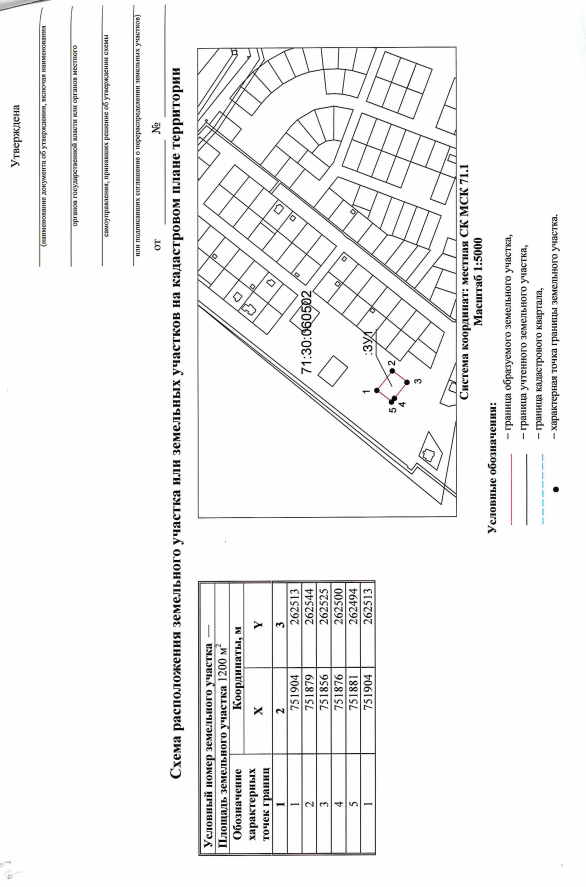 Утверждена
(наименование документа об утверждении, включая наименования
органов государственной власти или органов местного
самоуправления, принявших решение об утверждении схемы
или подписавших соглашение о перераспределении земельных участков)
от № 
Схема расположения земельного участка или земельных участков на кадастровом плане территории
Условный номер земельного участка —
Площадь земельного участка 1200 м²
Обозначение характерных точек границ Координаты, м
X Y
1 2 3
1 751904 262513
2 751879 262544
3 751856 262525
4 751876 262500
5 751881 262494
1 751904 262513
71:30:060502
:ЗУ1
1
2
3
4
5
Система координат: местная СК МСК 71.1
Масштаб 1:5000
Условные обозначения:
– граница образуемого земельного участка,
– граница учтенного земельного участка,
– граница кадастрового квартала,
– характерная точка границы земельного участка.